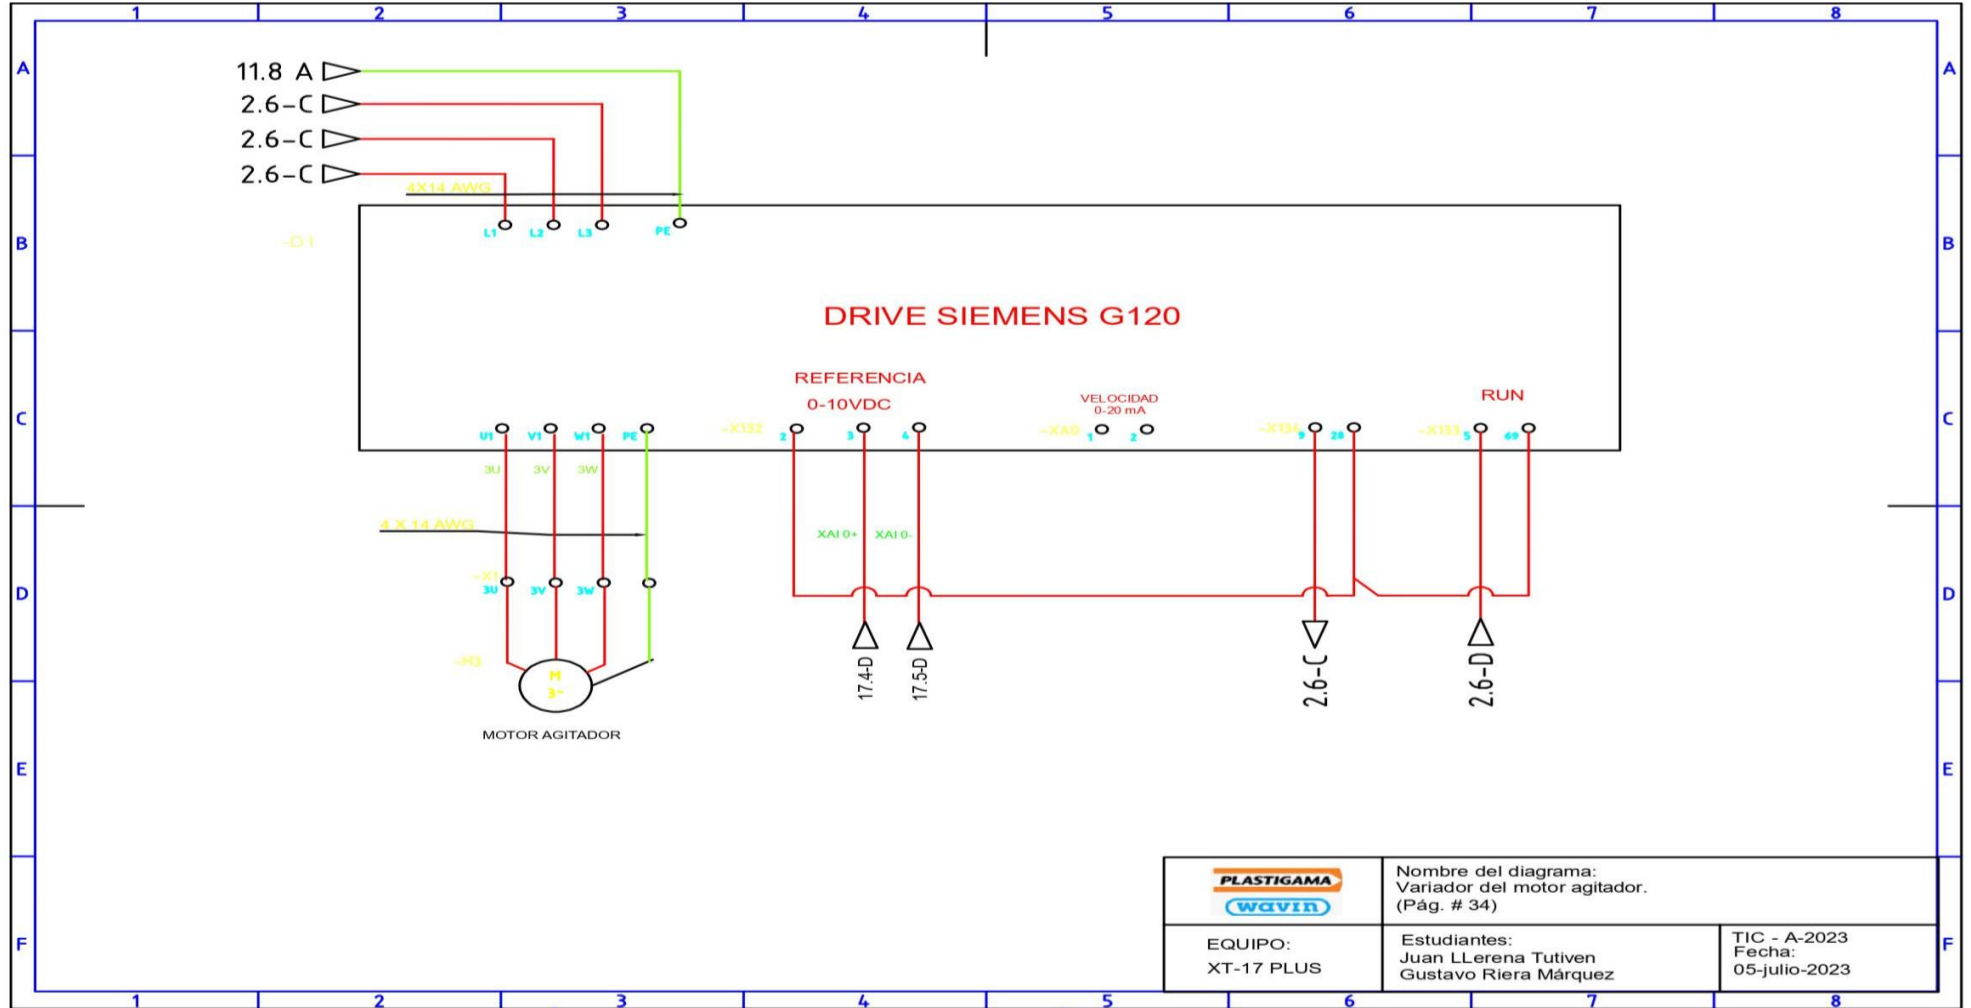 1 2 3 4 5 6 7 8
A A
11.8 A
2.6-C
2.6-C
2.6-C
4X14 AWG
L1 L2 L3 PE
B -D1 B
DRIVE SIEMENS G120
REFERENCIA
0-10VDC
VELOCIDAD
0-20 mA
RUN
C C
U1 V1 W1 PE -X132 2 3 4 -XA0 1 2 -X134 9 28 -X133 5 69
3U 3V 3W
4 X 14 AWG
XAI 0+ XAI 0-
-X1
D 3U 3V 3W D
17.4-D 17.5-D 2.6-C 2.6-D
-M3
M
3~
MOTOR AGITADOR
E E
PLASTIGAMA
wavin
Nombre del diagrama:
Variador del motor agitador.
(Pág. # 34)
F F
EQUIPO:
XT-17 PLUS
Estudiantes:
Juan LLerena Tutiven
Gustavo Riera Márquez
TIC - A-2023
Fecha:
05-julio-2023
1 2 3 4 5 6 7 8